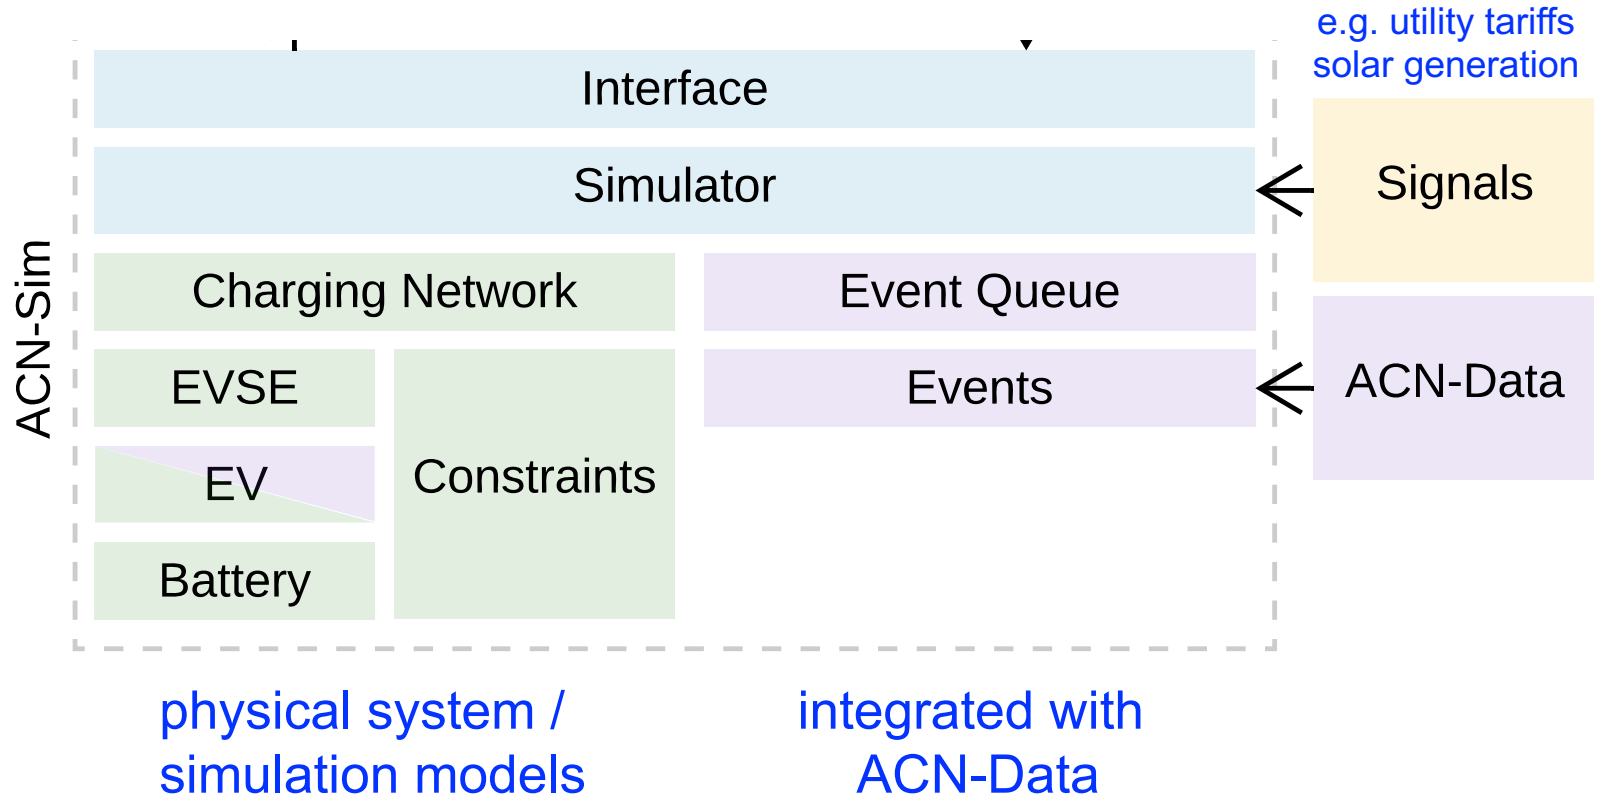 e.g. utility tariffs
solar generation
Interface
Simulator
Signals
ACN-Sim
Charging Network
Event Queue
EVSE
Events
ACN-Data
Constraints
EV
Battery
physical system /
simulation models
integrated with
ACN-Data